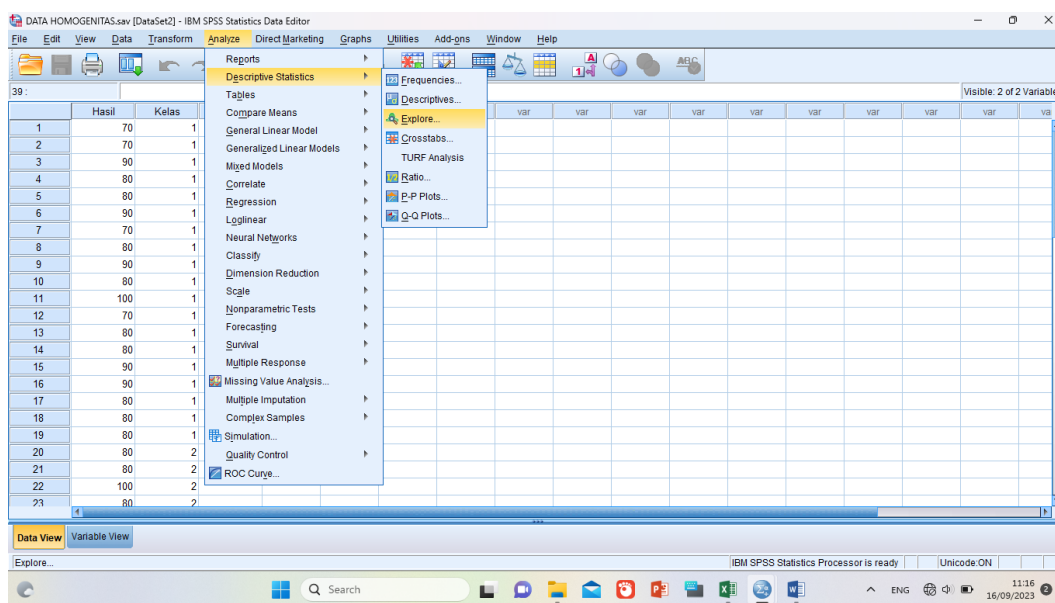 DATA HOMOGENITAS.sav [DataSet2] - IBM SPSS Statistics Data Editor
File Edit View Data Transform Analyze Direct Marketing Graphs Utilities Add-ons Window Help
39 :
Visible: 2 of 2 Variable
Hasil Kelas var var var var var var var va
1 70 1
2 70 1
3 90 1
4 80 1
5 80 1
6 90 1
7 70 1
8 80 1
9 90 1
10 80 1
11 100 1
12 70 1
13 80 1
14 80 1
15 90 1
16 90 1
17 80 1
18 80 1
19 80 1
20 80 2
21 80 2
22 100 2
23 80 2
Reports
Descriptive Statistics
Tables
Compare Means
General Linear Model
Generalized Linear Models
Mixed Models
Correlate
Regression
Loglinear
Neural Networks
Classify
Dimension Reduction
Scale
Nonparametric Tests
Forecasting
Survival
Multiple Response
Missing Value Analysis...
Multiple Imputation
Complex Samples
Simulation...
Quality Control
ROC Curve...
Frequencies...
Descriptives...
Explore...
Crosstabs...
TURF Analysis
Ratio...
P-P Plots...
Q-Q Plots...
Data View Variable View
Explore...
IBM SPSS Statistics Processor is ready Unicode:ON
Search
ENG
11:16
16/09/2023
2